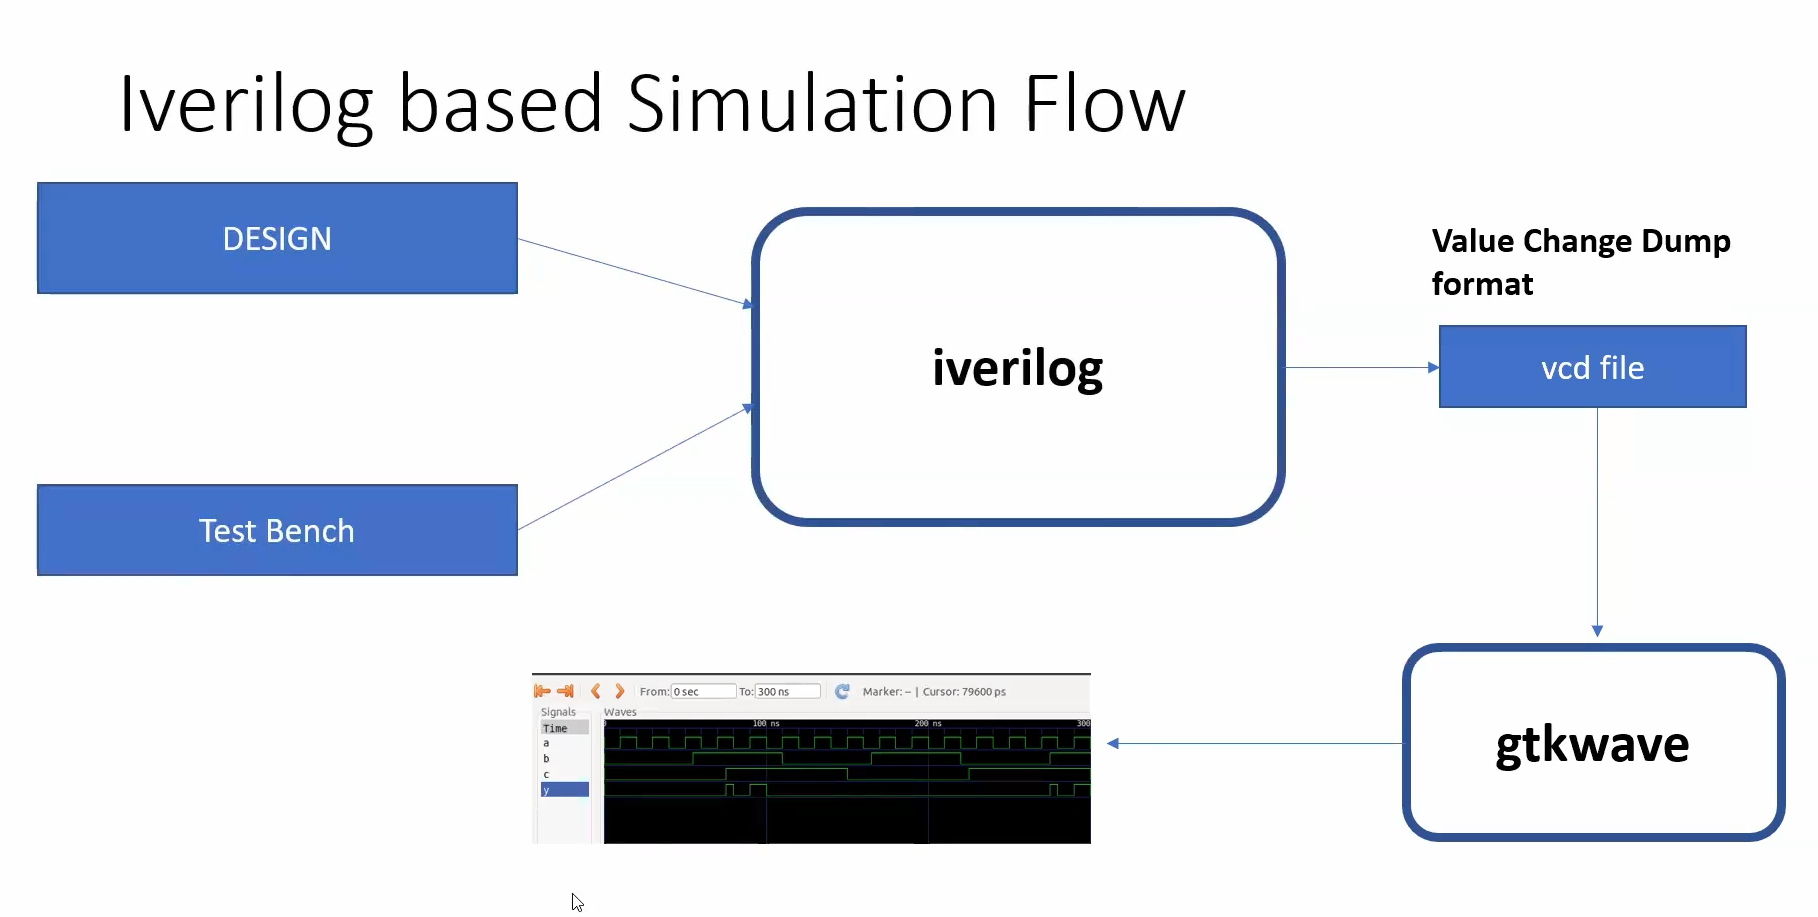 Iverilog based Simulation Flow
DESIGN
Value Change Dump
format
iverilog
vcd file
Test Bench
From: 0 sec To: 300 ns Marker: -- | Cursor: 79600 ps
Signals Waves
Time
0 100 ns 200 ns 300
a
b
c
y
gtkwave